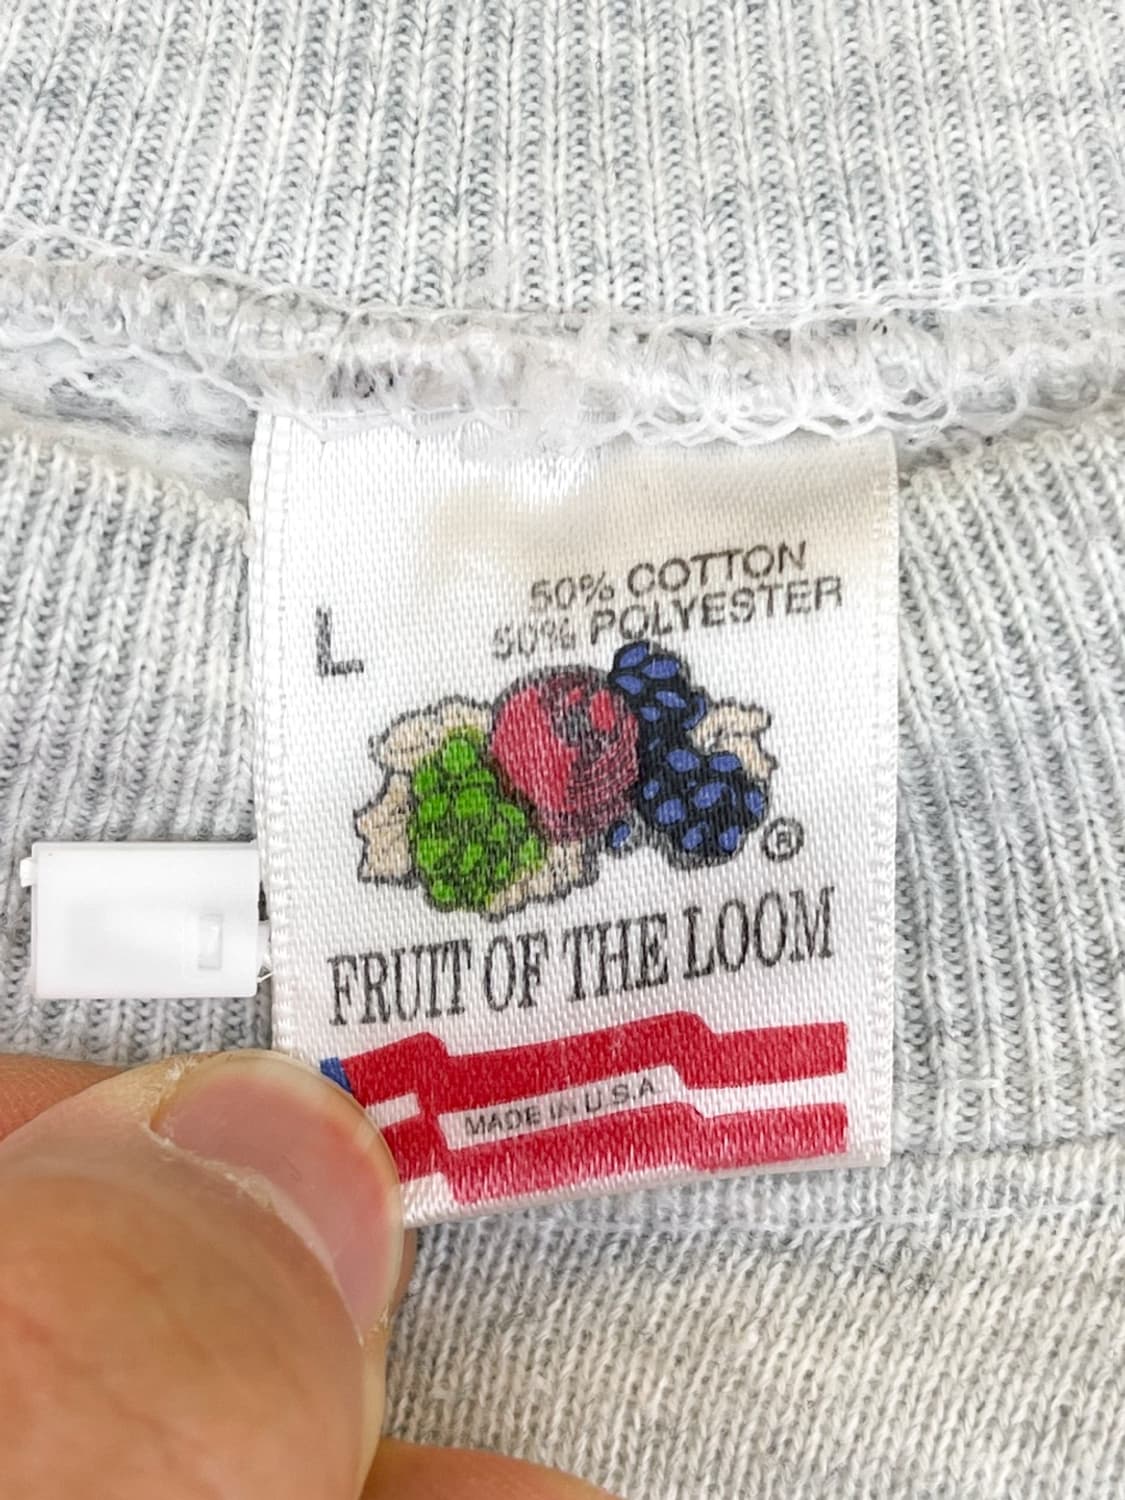 50% COTTON
50% POLYESTER
L
®
FRUIT OF THE LOOM
MADE IN U.S.A.